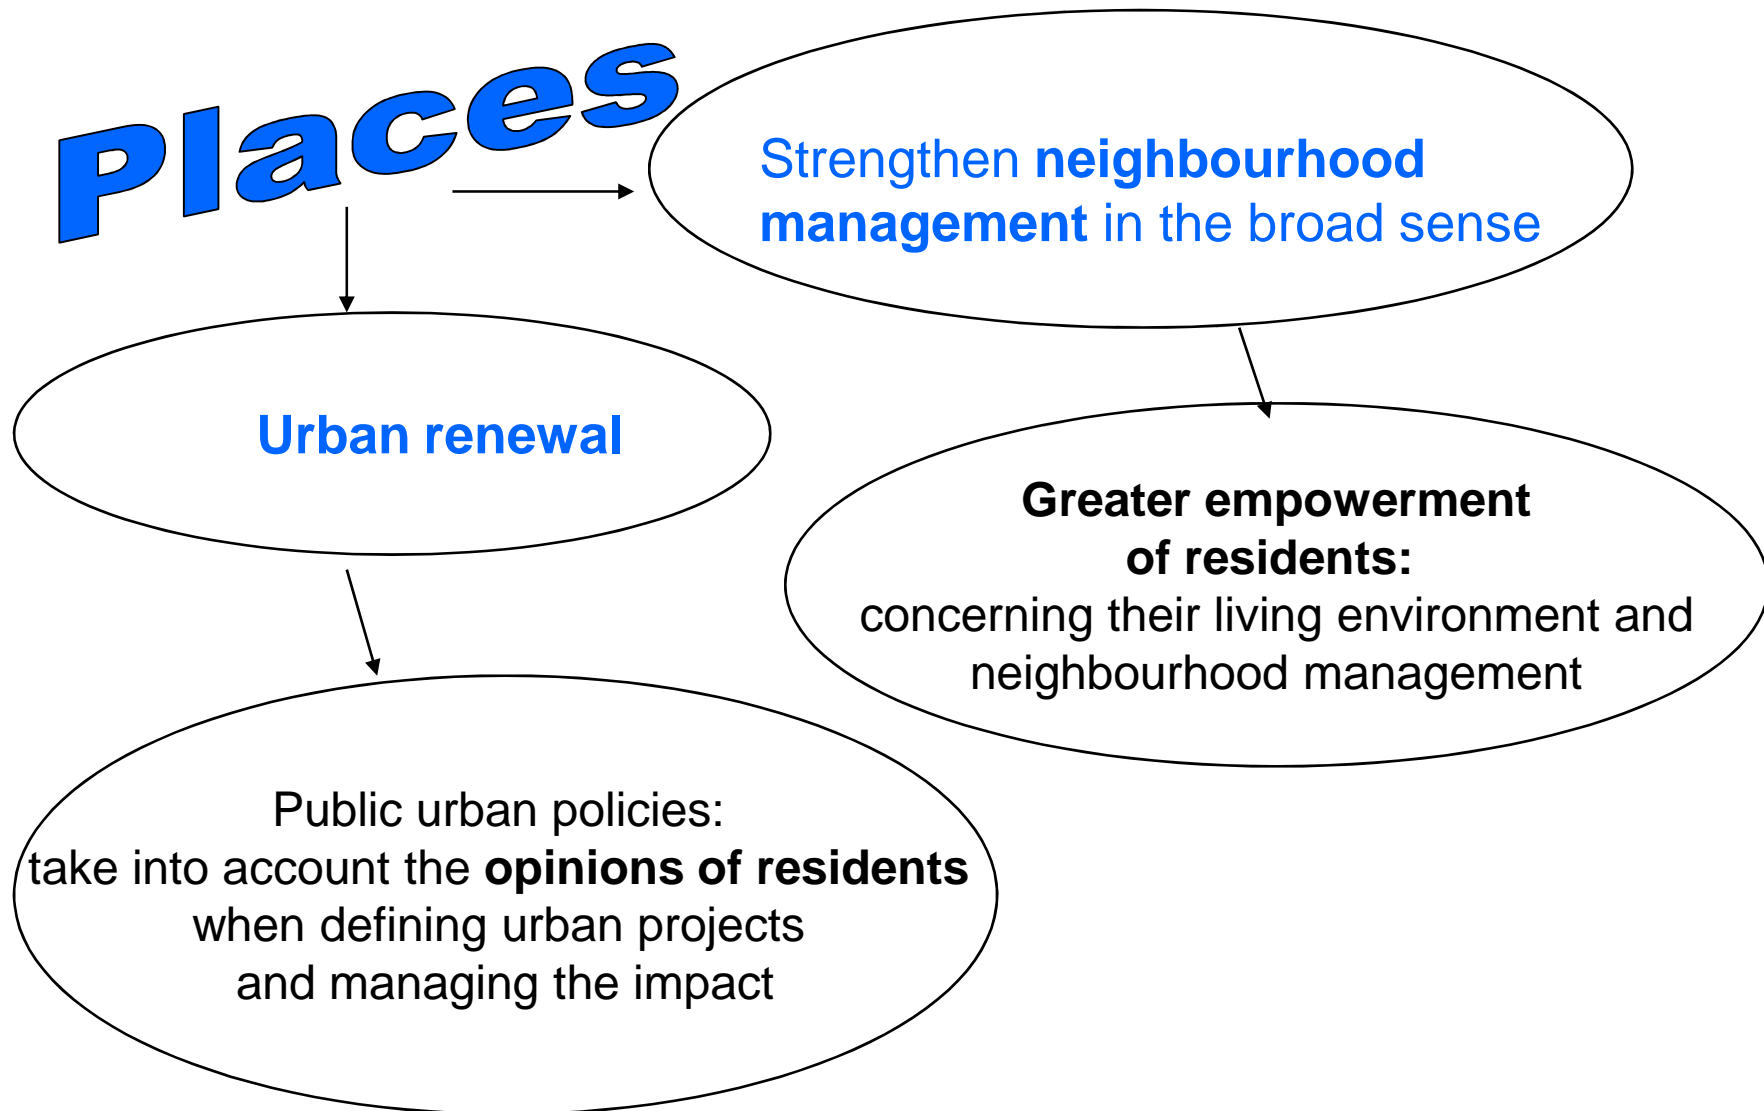 Places
Strengthen neighbourhood
management in the broad sense
Urban renewal
Greater empowerment
of residents:
concerning their living environment and
neighbourhood management
Public urban policies:
take into account the opinions of residents
when defining urban projects
and managing the impact